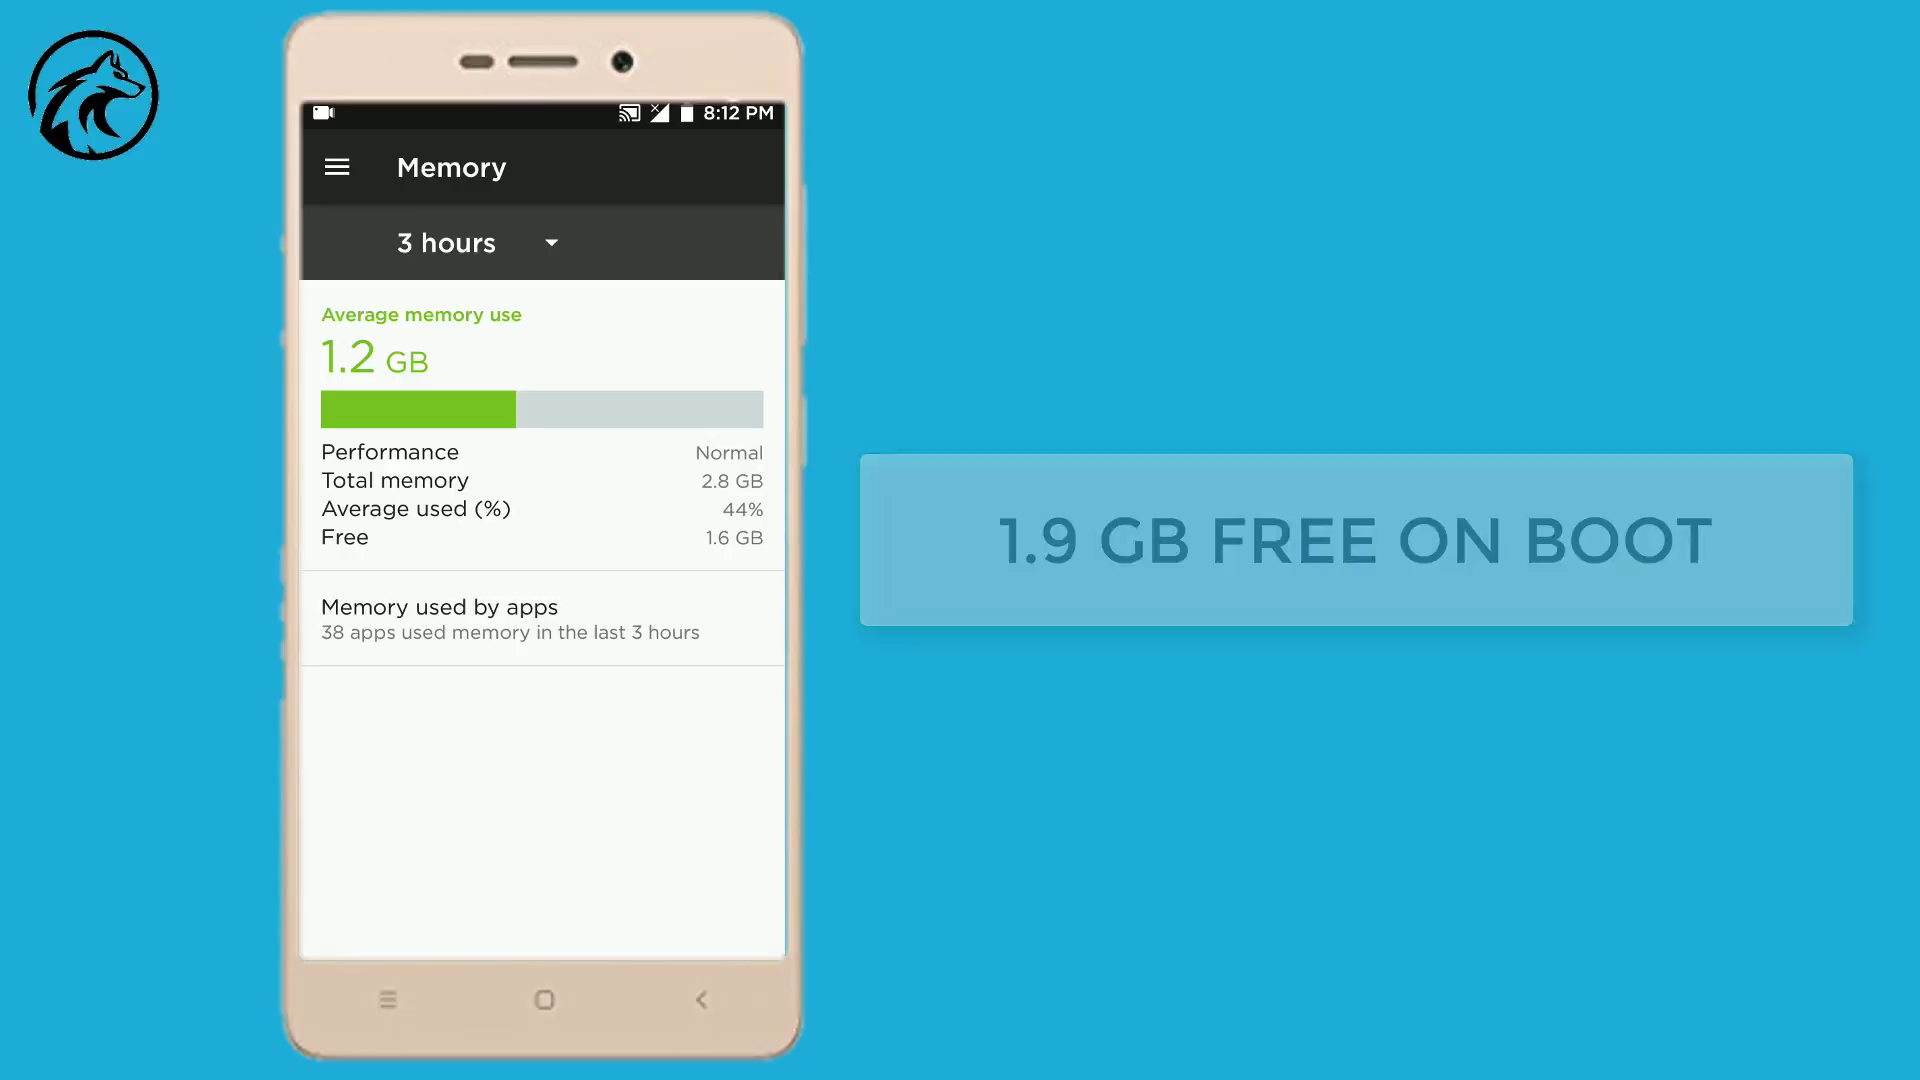 8:12 PM
Memory
3 hours
Average memory use
1.2 GB
Performance Normal
Total memory 2.8 GB
Average used (%) 44%
Free 1.6 GB
Memory used by apps
38 apps used memory in the last 3 hours
1.9 GB FREE ON BOOT